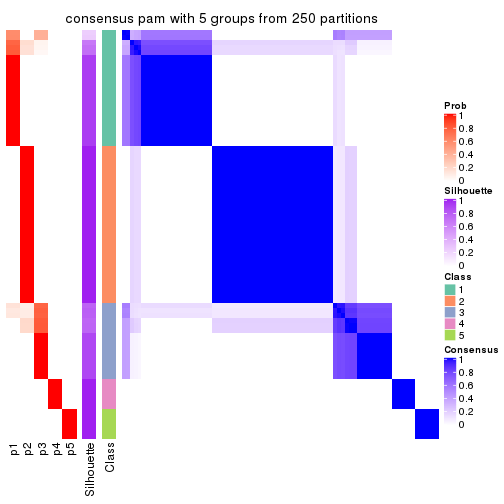 consensus pam with 5 groups from 250 partitions
Prob
1
0.8
0.6
0.4
0.2
0
Silhouette
1
0.8
0.6
0.4
0.2
0
Class
1
2
3
4
5
Consensus
1
0.8
0.6
0.4
0.2
0
p1
p2
p3
p4
p5
Silhouette
Class